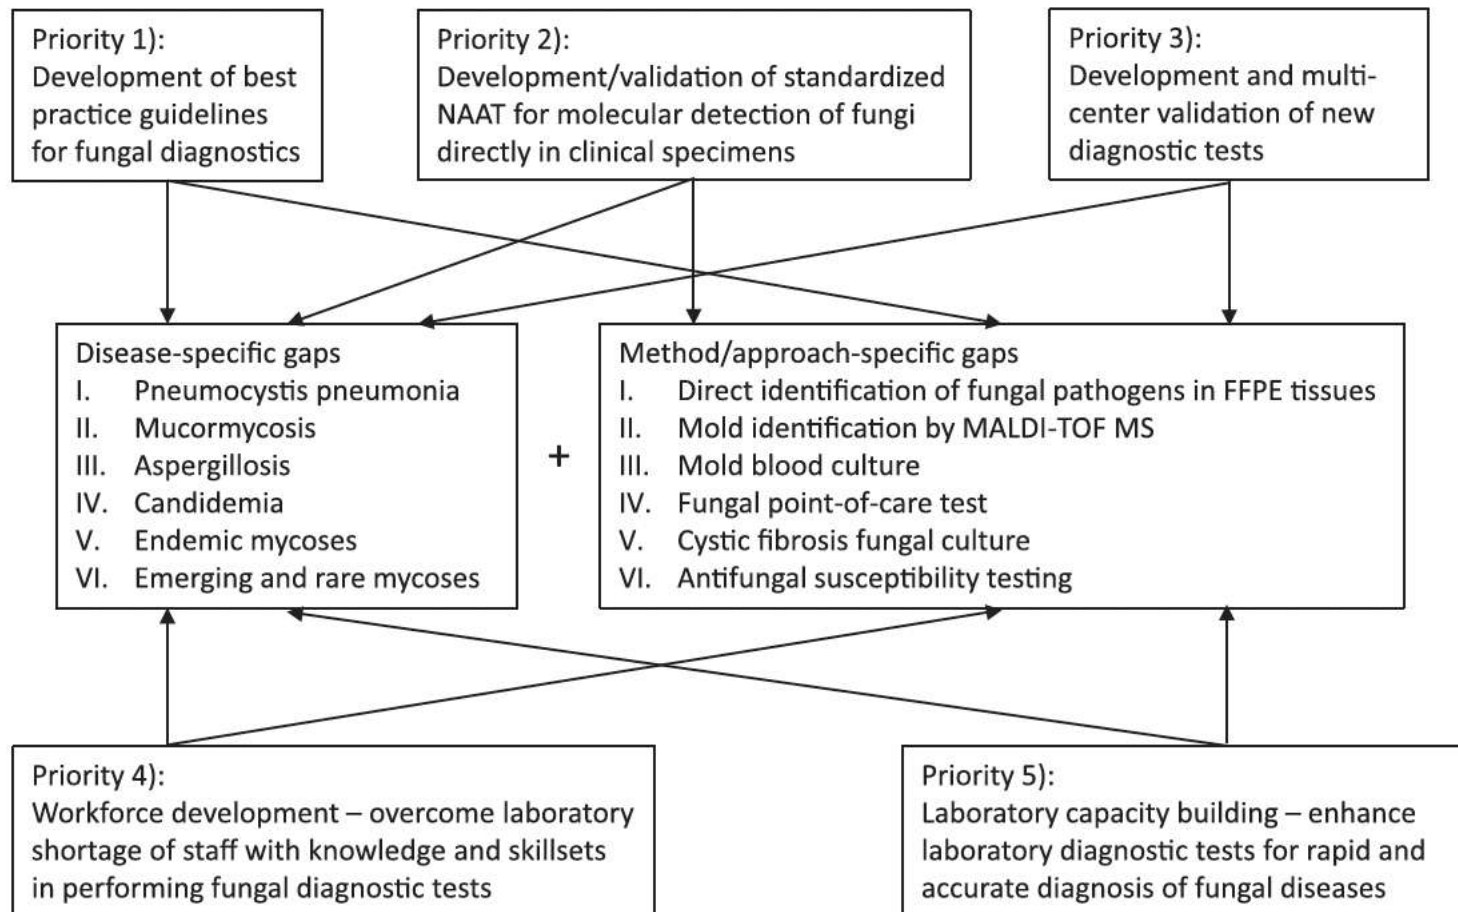 Priority 1):
Development of best
practice guidelines
for fungal diagnostics
Priority 2):
Development/validation of standardized
NAAT for molecular detection of fungi
directly in clinical specimens
Priority 3):
Development and multi-
center validation of new
diagnostic tests
Disease-specific gaps
I. Pneumocystis pneumonia
II. Mucormycosis
III. Aspergillosis
IV. Candidemia
V. Endemic mycoses
VI. Emerging and rare mycoses
+
Method/approach-specific gaps
I. Direct identification of fungal pathogens in FFPE tissues
II. Mold identification by MALDI-TOF MS
III. Mold blood culture
IV. Fungal point-of-care test
V. Cystic fibrosis fungal culture
VI. Antifungal susceptibility testing
Priority 4):
Workforce development – overcome laboratory
shortage of staff with knowledge and skillsets
in performing fungal diagnostic tests
Priority 5):
Laboratory capacity building – enhance
laboratory diagnostic tests for rapid and
accurate diagnosis of fungal diseases